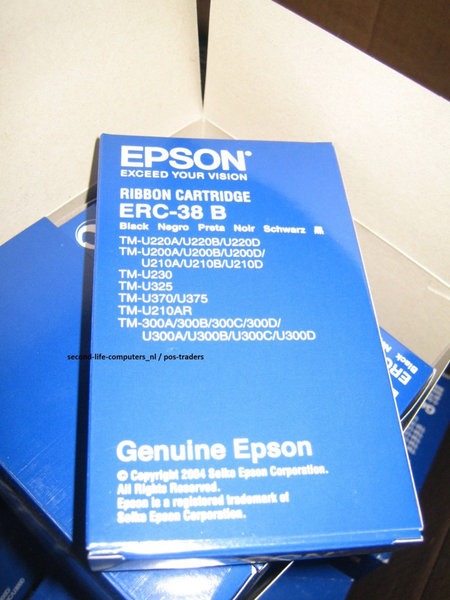 EPSON®
EXCEED YOUR VISION
RIBBON CARTRIDGE
ERC-38 B
Black Negro Preta Noir Schwarz 黒
TM-U220A/U220B/U220D
TM-U200A/U200B/U200D/
U210A/U210B/U210D
TM-U230
TM-U325
TM-U370/U375
TM-U210AR
TM-300A/300B/300C/300D/
U300A/U300B/U300C/U300D
second-life-computers_nl / pos-traders
Genuine Epson
© Copyright 2004 Seiko Epson Corporation.
All Rights Reserved.
Epson is a registered trademark of
Seiko Epson Corporation.
ERC
Black